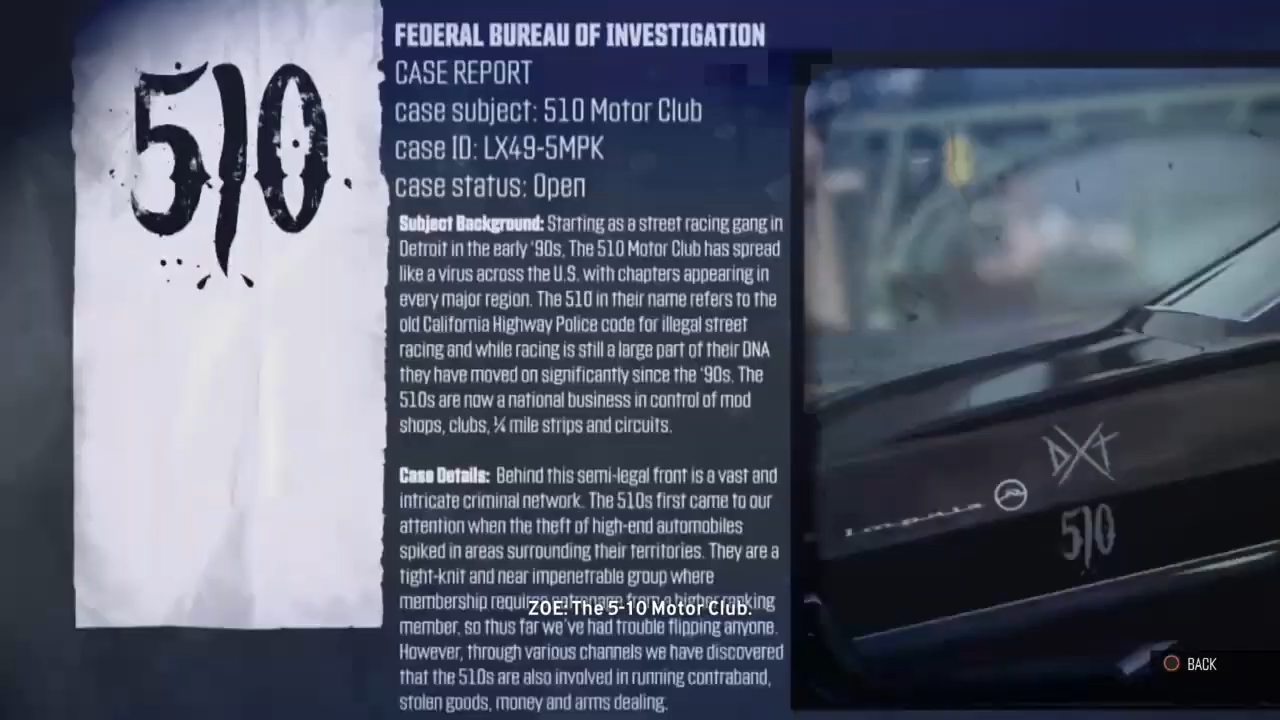 510
FEDERAL BUREAU OF INVESTIGATION
CASE REPORT
case subject: 510 Motor Club
case ID: LX49-5MPK
case status: Open
Subject Background: Starting as a street racing gang in
Detroit in the early '90s, The 510 Motor Club has spread
like a virus across the U.S. with chapters appearing in
every major region. The 510 in their name refers to the
old California Highway Police code for illegal street
racing and while racing is still a large part of their DNA
they have moved on significantly since the '90s. The
510s are now a national business in control of mod
shops, clubs, ¼ mile strips and circuits.
Case Details: Behind this semi-legal front is a vast and
intricate criminal network. The 510s first came to our
attention when the theft of high-end automobiles
spiked in areas surrounding their territories. They are a
tight-knit and near impenetrable group where
membership requires patronage from a higher ranking
ZOE: The 5-10 Motor Club.
member, so thus far we've had trouble flipping anyone.
However, through various channels we have discovered
that the 510s are also involved in running contraband,
stolen goods, money and arms dealing.
DXT
Impala
510
BACK